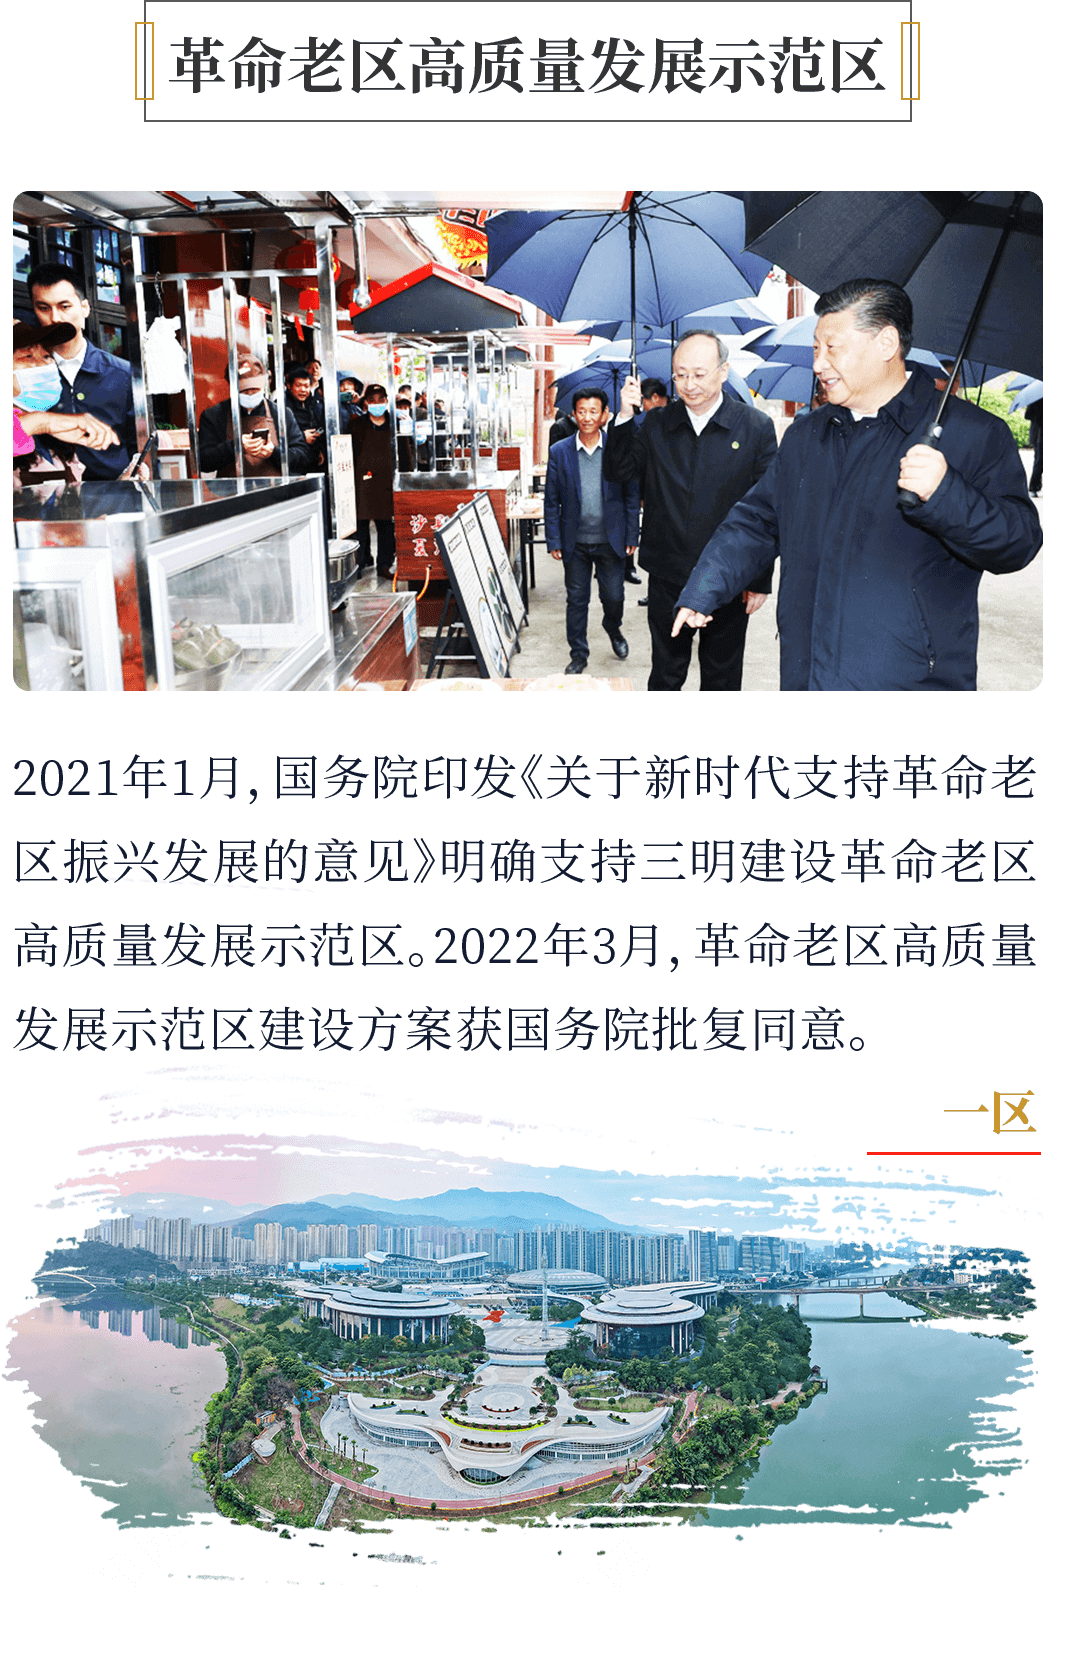 革命老区高质量发展示范区
沙县
2021年1月，国务院印发《关于新时代支持革命老
区振兴发展的意见》明确支持三明建设革命老区
高质量发展示范区。2022年3月，革命老区高质量
发展示范区建设方案获国务院批复同意。
一区